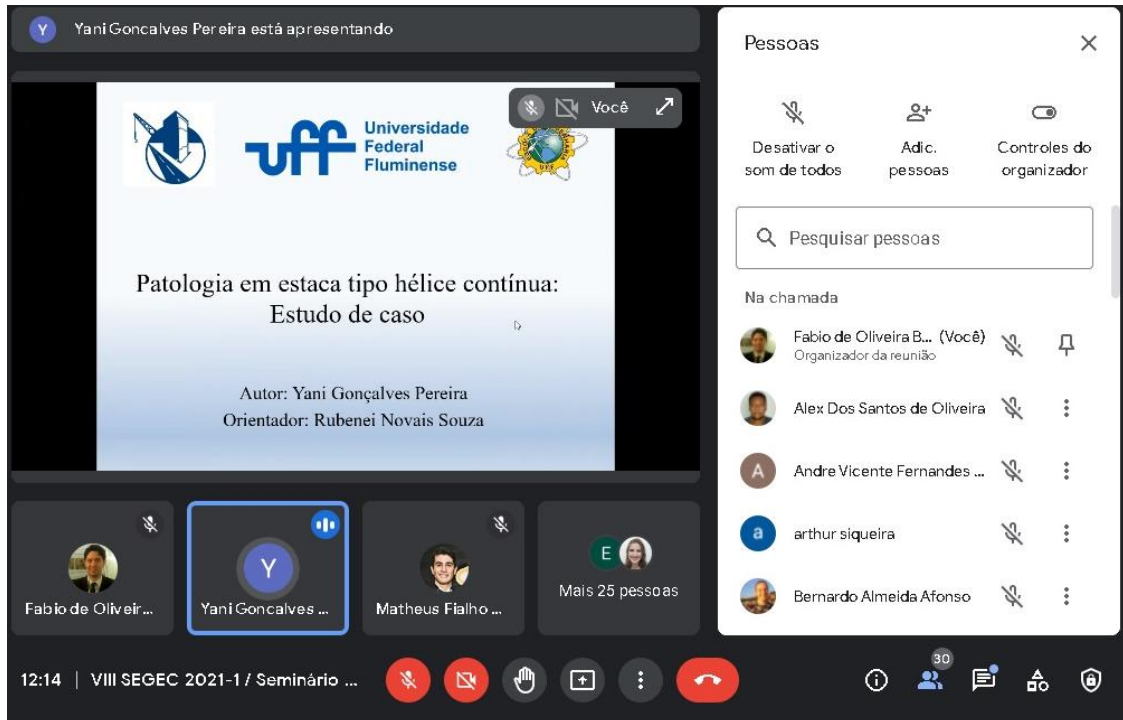 Y
Yani Goncalves Pereira está apresentando
Você
uff
Universidade
Federal
Fluminense
UFF
Patologia em estaca tipo hélice contínua:
Estudo de caso
Autor: Yani Gonçalves Pereira
Orientador: Rubenei Novais Souza
Fabio de Oliveir...
Y
Yani Goncalves ...
Matheus Fialho ...
E
Mais 25 pessoas
12:14 | VIII SEGEC 2021-1 / Seminário ...
30
Pessoas
Desativar o
som de todos
Adic.
pessoas
Controles do
organizador
Pesquisar pessoas
Na chamada
Fabio de Oliveira B... (Você)
Organizador da reunião
Alex Dos Santos de Oliveira
A
Andre Vicente Fernandes ...
a
arthur siqueira
Bernardo Almeida Afonso